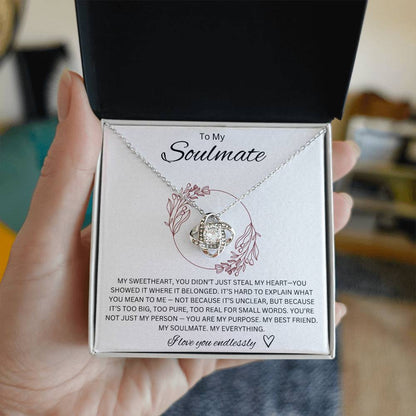 To My
Soulmate
MY SWEETHEART, YOU DIDN'T JUST STEAL MY HEART—YOU
SHOWED IT WHERE IT BELONGED. IT'S HARD TO EXPLAIN WHAT
YOU MEAN TO ME — NOT BECAUSE IT'S UNCLEAR, BUT BECAUSE
IT'S TOO BIG, TOO PURE, TOO REAL FOR SMALL WORDS. YOU'RE
NOT JUST MY PERSON — YOU ARE MY PURPOSE. MY BEST FRIEND.
MY SOULMATE. MY EVERYTHING.
I love you endlessly